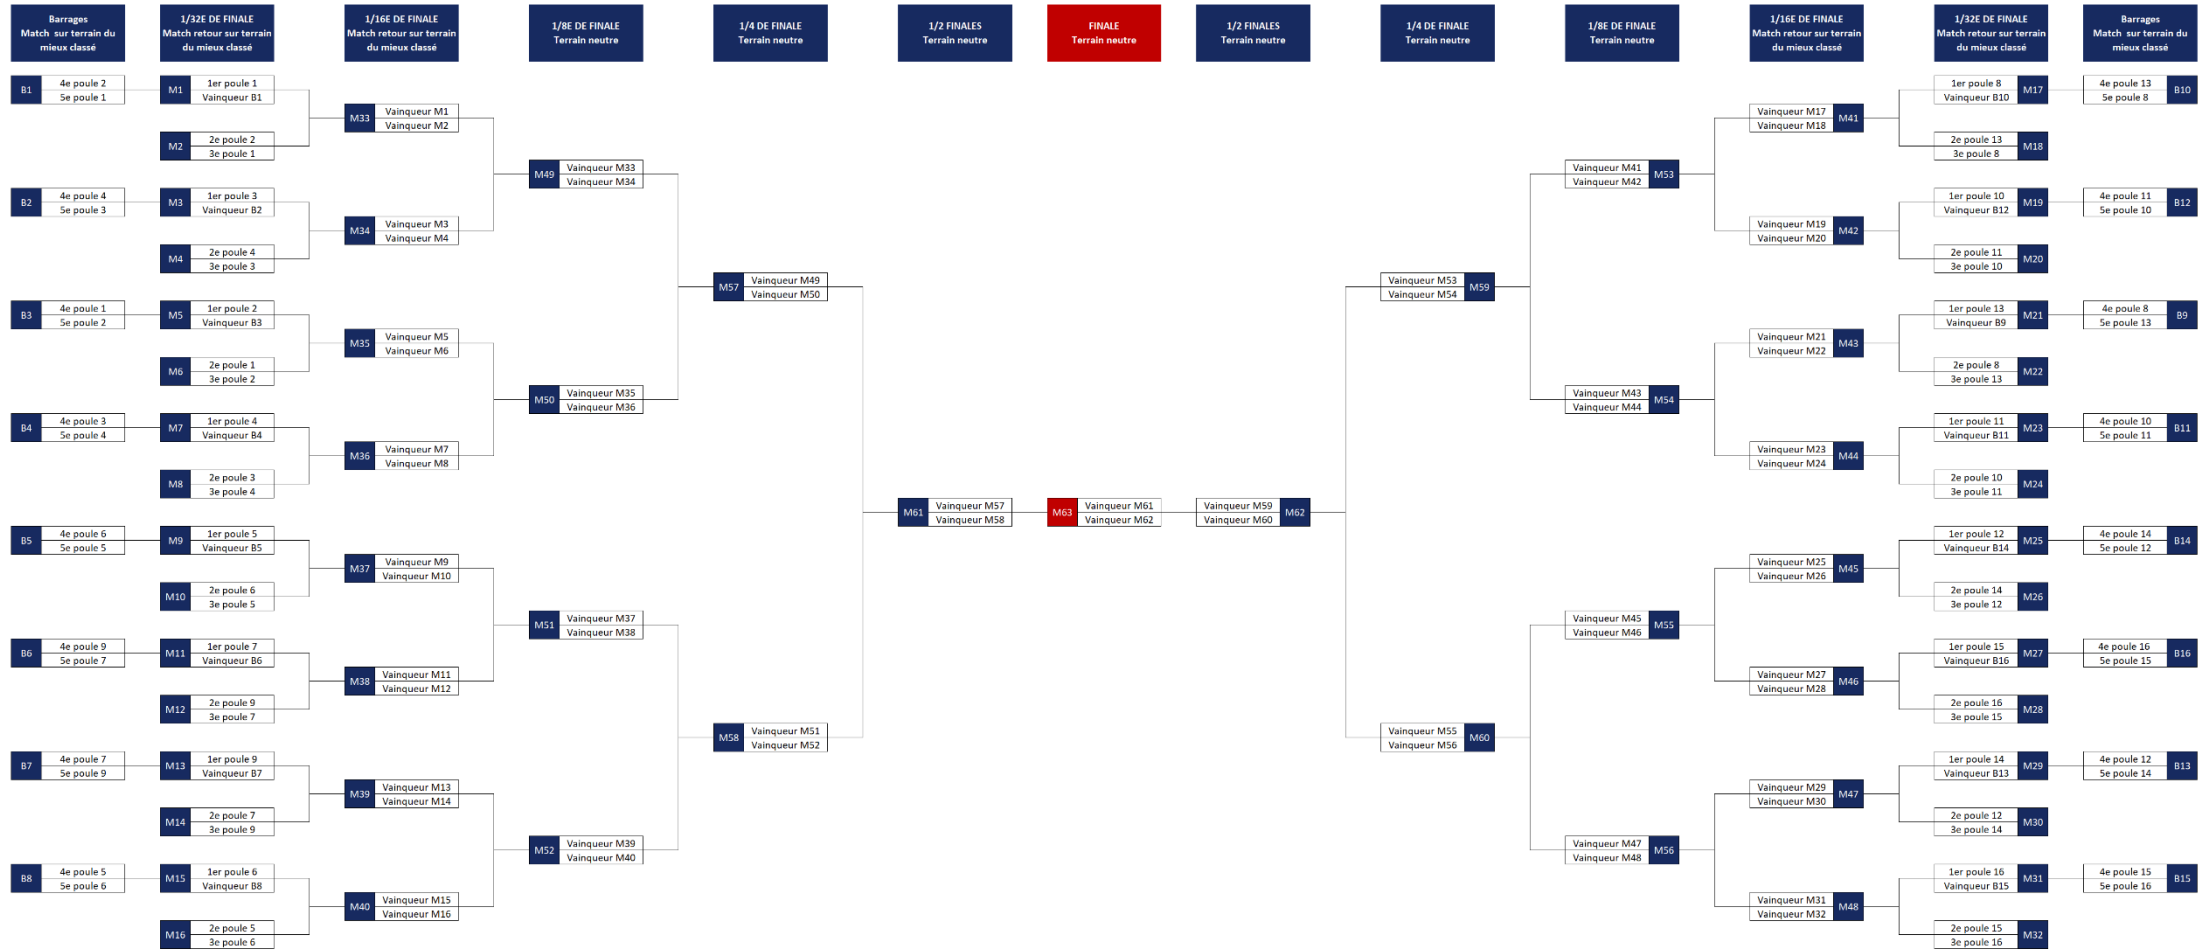 Barrages
Match sur terrain du
mieux classé
1/32E DE FINALE
Match retour sur terrain
du mieux classé
1/16E DE FINALE
Match retour sur terrain
du mieux classé
1/8E DE FINALE
Terrain neutre
1/4 DE FINALE
Terrain neutre
1/2 FINALES
Terrain neutre
FINALE
Terrain neutre
1/2 FINALES
Terrain neutre
1/4 DE FINALE
Terrain neutre
1/8E DE FINALE
Terrain neutre
1/16E DE FINALE
Match retour sur terrain
du mieux classé
1/32E DE FINALE
Match retour sur terrain
du mieux classé
Barrages
Match sur terrain du
mieux classé
B1
4e poule 2
5e poule 1
B2
4e poule 4
5e poule 3
B3
4e poule 1
5e poule 2
B4
4e poule 3
5e poule 4
B5
4e poule 6
5e poule 5
B6
4e poule 9
5e poule 7
B7
4e poule 7
5e poule 9
B8
4e poule 5
5e poule 6
M1
1er poule 1
Vainqueur B1
M2
2e poule 2
3e poule 1
M3
1er poule 3
Vainqueur B2
M4
2e poule 4
3e poule 3
M5
1er poule 2
Vainqueur B3
M6
2e poule 1
3e poule 2
M7
1er poule 4
Vainqueur B4
M8
2e poule 3
3e poule 4
M9
1er poule 5
Vainqueur B5
M10
2e poule 6
3e poule 5
M11
1er poule 7
Vainqueur B6
M12
2e poule 9
3e poule 7
M13
1er poule 9
Vainqueur B7
M14
2e poule 7
3e poule 9
M15
1er poule 6
Vainqueur B8
M16
2e poule 5
3e poule 6
M33
Vainqueur M1
Vainqueur M2
M34
Vainqueur M3
Vainqueur M4
M35
Vainqueur M5
Vainqueur M6
M36
Vainqueur M7
Vainqueur M8
M37
Vainqueur M9
Vainqueur M10
M38
Vainqueur M11
Vainqueur M12
M39
Vainqueur M13
Vainqueur M14
M40
Vainqueur M15
Vainqueur M16
M49
Vainqueur M33
Vainqueur M34
M50
Vainqueur M35
Vainqueur M36
M51
Vainqueur M37
Vainqueur M38
M52
Vainqueur M39
Vainqueur M40
M57
Vainqueur M49
Vainqueur M50
M58
Vainqueur M51
Vainqueur M52
M61
Vainqueur M57
Vainqueur M58
M63
Vainqueur M61
Vainqueur M62
Vainqueur M59
Vainqueur M60
M62
Vainqueur M53
Vainqueur M54
M59
Vainqueur M55
Vainqueur M56
M60
Vainqueur M41
Vainqueur M42
M53
Vainqueur M43
Vainqueur M44
M54
Vainqueur M45
Vainqueur M46
M55
Vainqueur M47
Vainqueur M48
M56
Vainqueur M17
Vainqueur M18
M41
Vainqueur M19
Vainqueur M20
M42
Vainqueur M21
Vainqueur M22
M43
Vainqueur M23
Vainqueur M24
M44
Vainqueur M25
Vainqueur M26
M45
Vainqueur M27
Vainqueur M28
M46
Vainqueur M29
Vainqueur M30
M47
Vainqueur M31
Vainqueur M32
M48
1er poule 8
Vainqueur B10
M17
2e poule 13
3e poule 8
M18
1er poule 10
Vainqueur B12
M19
2e poule 11
3e poule 10
M20
1er poule 13
Vainqueur B9
M21
2e poule 8
3e poule 13
M22
1er poule 11
Vainqueur B11
M23
2e poule 10
3e poule 11
M24
1er poule 12
Vainqueur B14
M25
2e poule 14
3e poule 12
M26
1er poule 15
Vainqueur B16
M27
2e poule 16
3e poule 15
M28
1er poule 14
Vainqueur B13
M29
2e poule 12
3e poule 14
M30
1er poule 16
Vainqueur B15
M31
2e poule 15
3e poule 16
M32
4e poule 13
5e poule 8
B10
4e poule 11
5e poule 10
B12
4e poule 8
5e poule 13
B9
4e poule 10
5e poule 11
B11
4e poule 14
5e poule 12
B14
4e poule 16
5e poule 15
B16
4e poule 12
5e poule 14
B13
4e poule 15
5e poule 16
B15